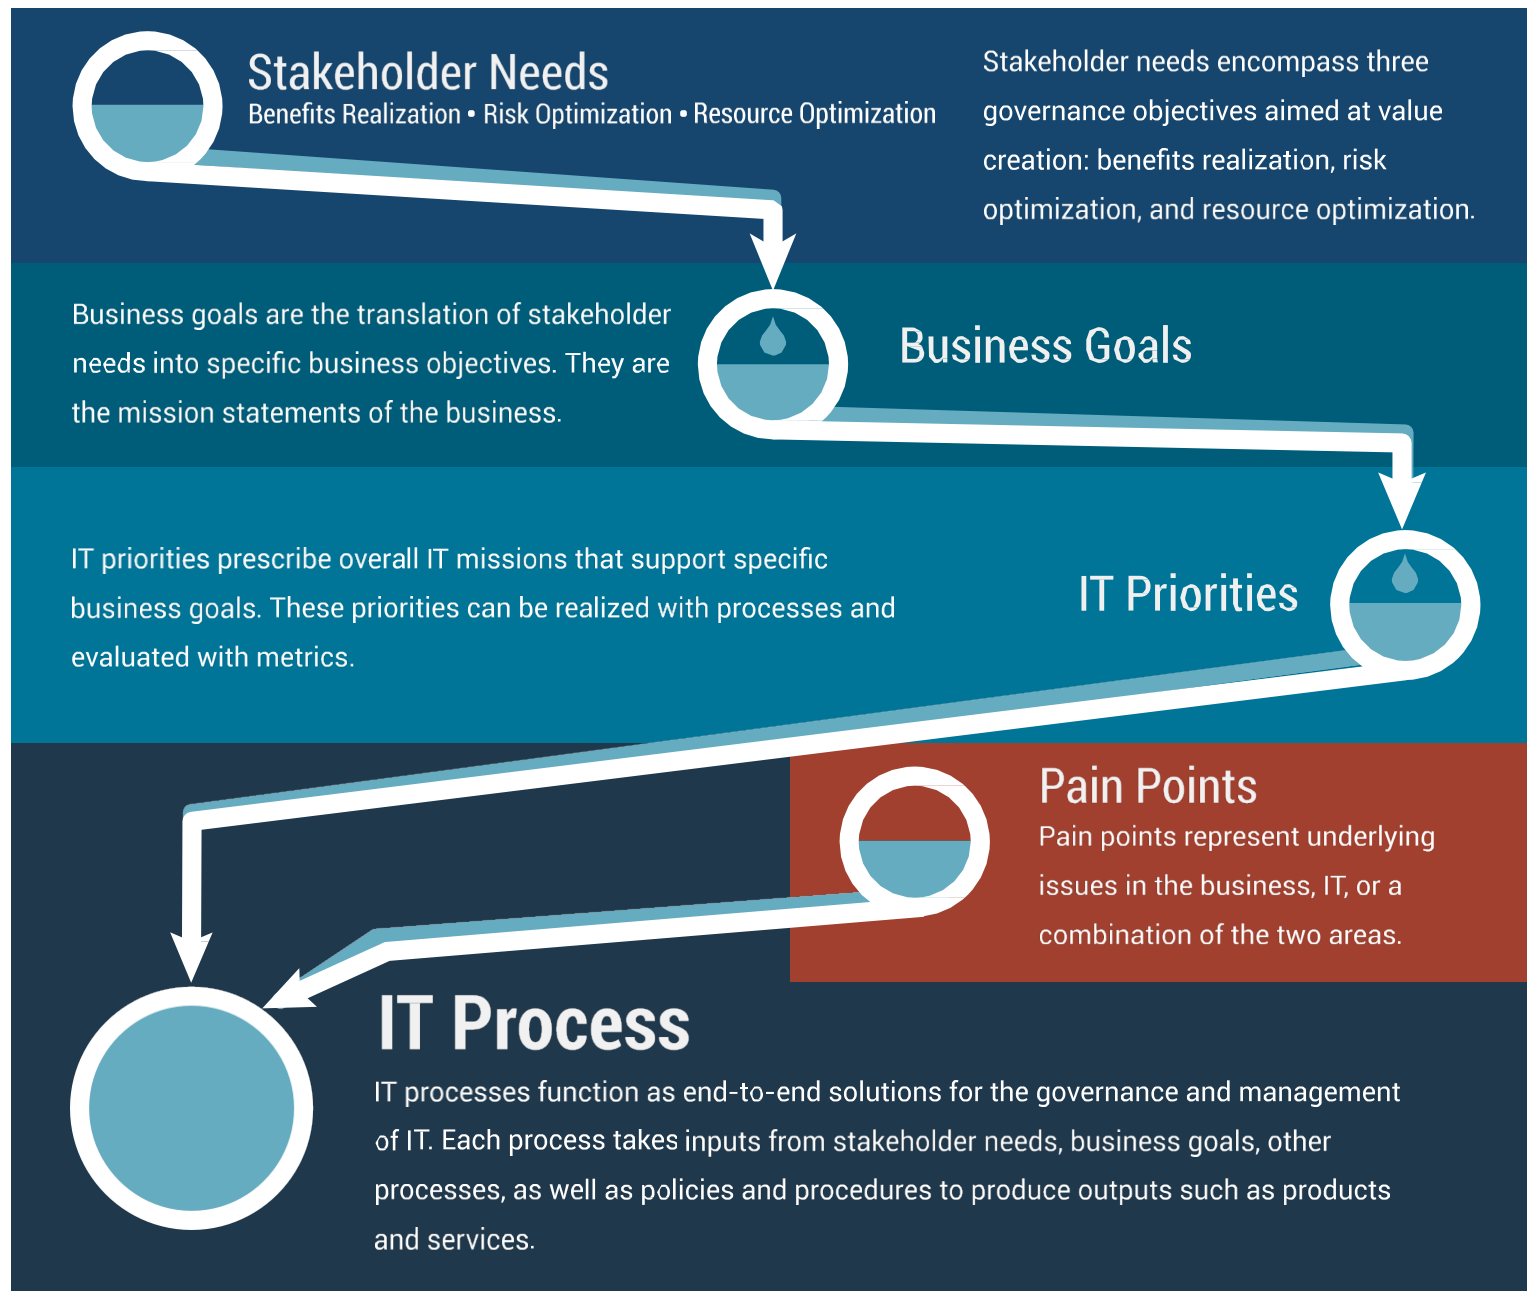 Stakeholder Needs
Benefits Realization • Risk Optimization • Resource Optimization
Stakeholder needs encompass three
governance objectives aimed at value
creation: benefits realization, risk
optimization, and resource optimization.
Business goals are the translation of stakeholder
needs into specific business objectives. They are
the mission statements of the business.
Business Goals
IT priorities prescribe overall IT missions that support specific
business goals. These priorities can be realized with processes and
evaluated with metrics.
IT Priorities
Pain Points
Pain points represent underlying
issues in the business, IT, or a
combination of the two areas.
IT Process
IT processes function as end-to-end solutions for the governance and management
of IT. Each process takes inputs from stakeholder needs, business goals, other
processes, as well as policies and procedures to produce outputs such as products
and services.